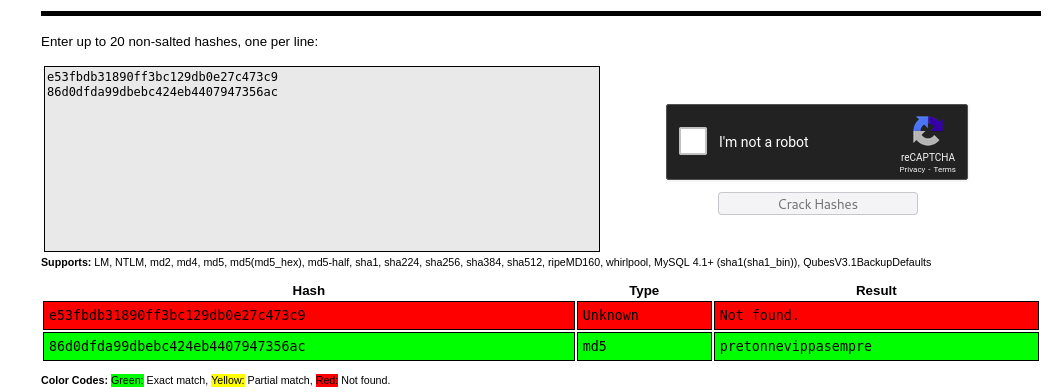 Enter up to 20 non-salted hashes, one per line:
e53fbdb31890ff3bc129db0e27c473c9
86d0dfda99dbebc424eb4407947356ac
I'm not a robot
reCAPTCHA
Privacy - Terms
Crack Hashes
Supports: LM, NTLM, md2, md4, md5, md5(md5_hex), md5-half, sha1, sha224, sha256, sha384, sha512, ripeMD160, whirlpool, MySQL 4.1+ (sha1(sha1_bin)), QubesV3.1BackupDefaults
Hash Type Result
e53fbdb31890ff3bc129db0e27c473c9 Unknown Not found.
86d0dfda99dbebc424eb4407947356ac md5 pretonnevippasempre
Color Codes: Green: Exact match, Yellow: Partial match, Red: Not found.